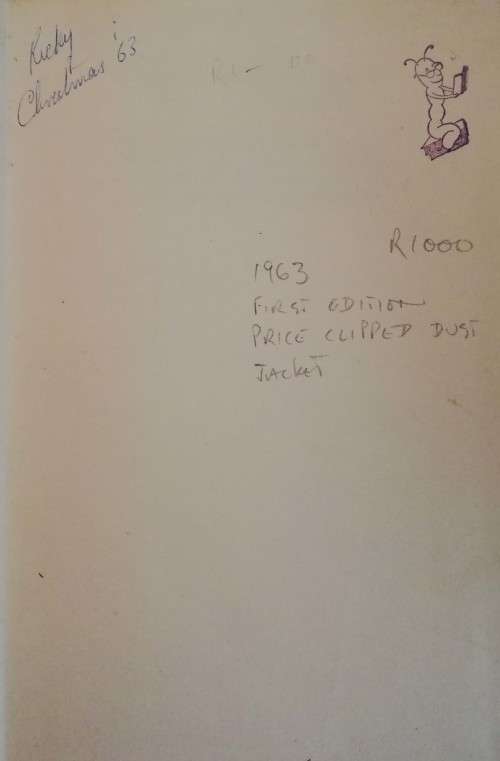 Ricky
Christmas '63
R1000
1963
FIRST EDITION
PRICE CLIPPED DUST
JACKET